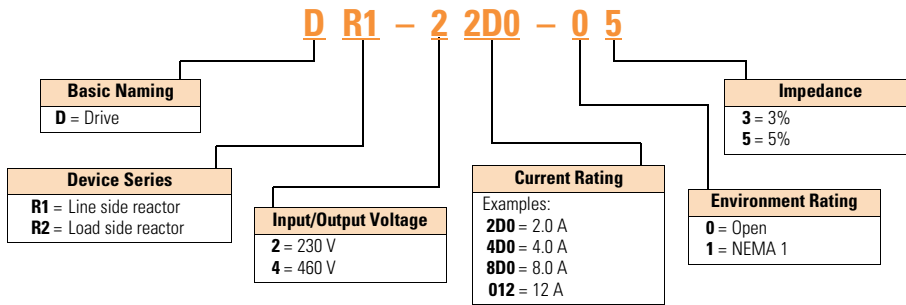 D R1 – 2 2D0 – 0 5
Basic Naming
D = Drive
Device Series
R1 = Line side reactor
R2 = Load side reactor
Input/Output Voltage
2 = 230 V
4 = 460 V
Current Rating
Examples:
2D0 = 2.0 A
4D0 = 4.0 A
8D0 = 8.0 A
012 = 12 A
Environment Rating
0 = Open
1 = NEMA 1
Impedance
3 = 3%
5 = 5%